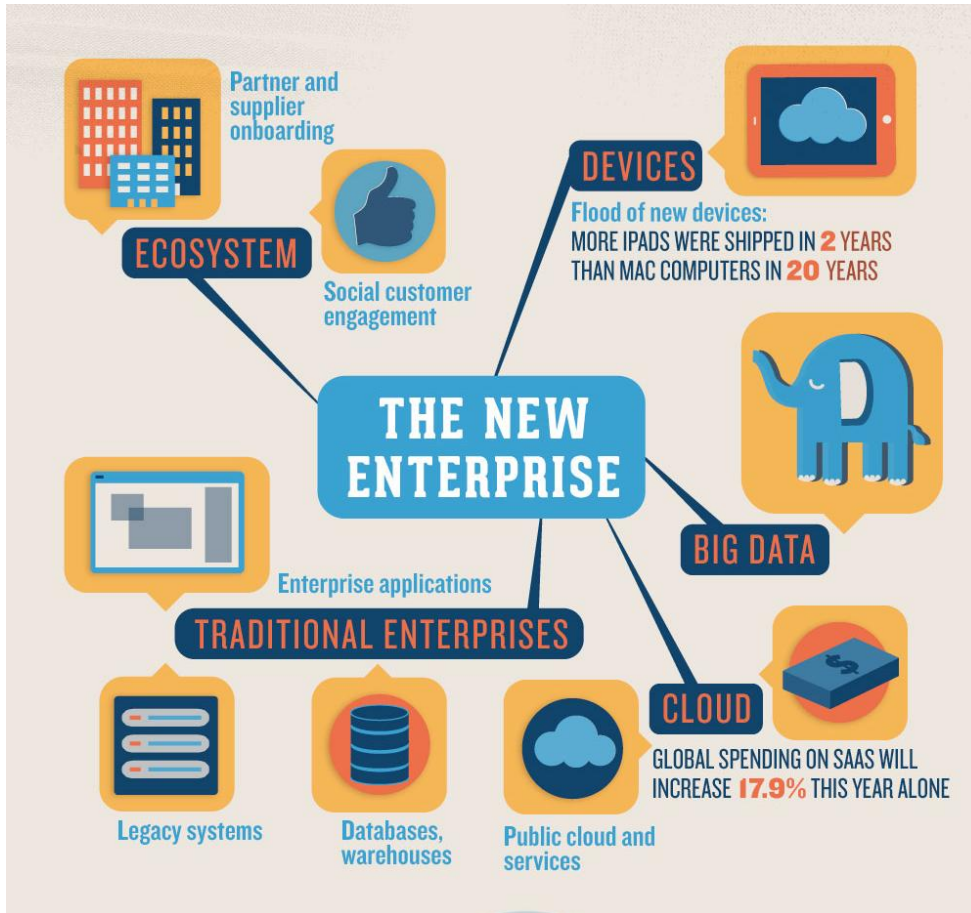 Partner and
supplier
onboarding
ECOSYSTEM
Social customer
engagement
DEVICES
Flood of new devices:
MORE IPADS WERE SHIPPED IN 2 YEARS
THAN MAC COMPUTERS IN 20 YEARS
THE NEW
ENTERPRISE
BIG DATA
Enterprise applications
TRADITIONAL ENTERPRISES
Legacy systems
Databases,
warehouses
Public cloud and
services
CLOUD
$
GLOBAL SPENDING ON SAAS WILL
INCREASE 17.9% THIS YEAR ALONE